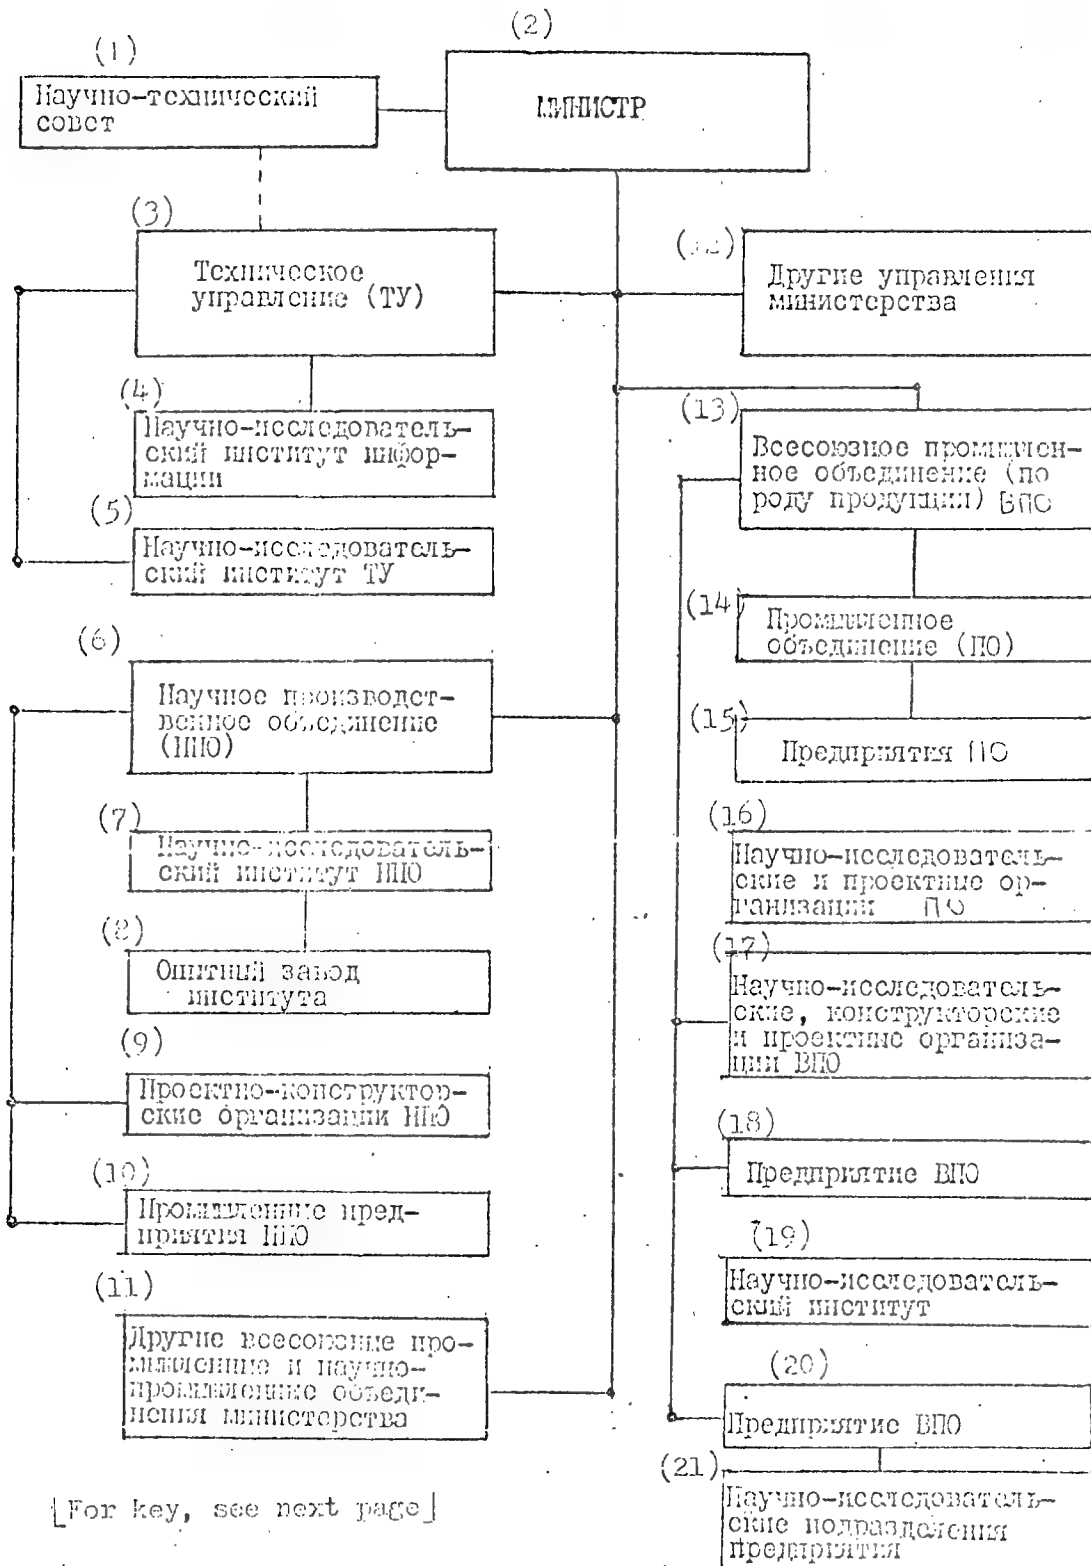 (1)
(2)
Научно-технический
совет
МИНИСТР
(3)
Техническое
управление (ТУ)
(4)
Научно-исследователь-
ский институт инфор-
мации
(5)
Научно-исследователь-
ский институт ТУ
(6)
Научное производст-
венное объединение
(НПО)
(7)
Научно-исследователь-
ский институт НПО
(8)
Опытный завод
института
(9)
Проектно-конструктор-
ские организации НПО
(10)
Промышленные пред-
приятия НПО
(11)
Другие всесоюзные про-
мышленные и научно-
промышленные объеди-
нения министерства
(12)
Другие управления
министерства
(13)
Всесоюзное промышлен-
ное объединение (по
роду продукции) ВПО
(14)
Промышленное
объединение (ПО)
(15)
Предприятия ПО
(16)
Научно-исследователь-
ские и проектные ор-
ганизации ПО
(17)
Научно-исследователь-
ские, конструкторские
и проектные организа-
ции ВПО
(18)
Предприятие ВПО
(19)
Научно-исследователь-
ский институт
(20)
Предприятие ВПО
(21)
Научно-исследователь-
ские подразделения
предприятия
[For key, see next page]